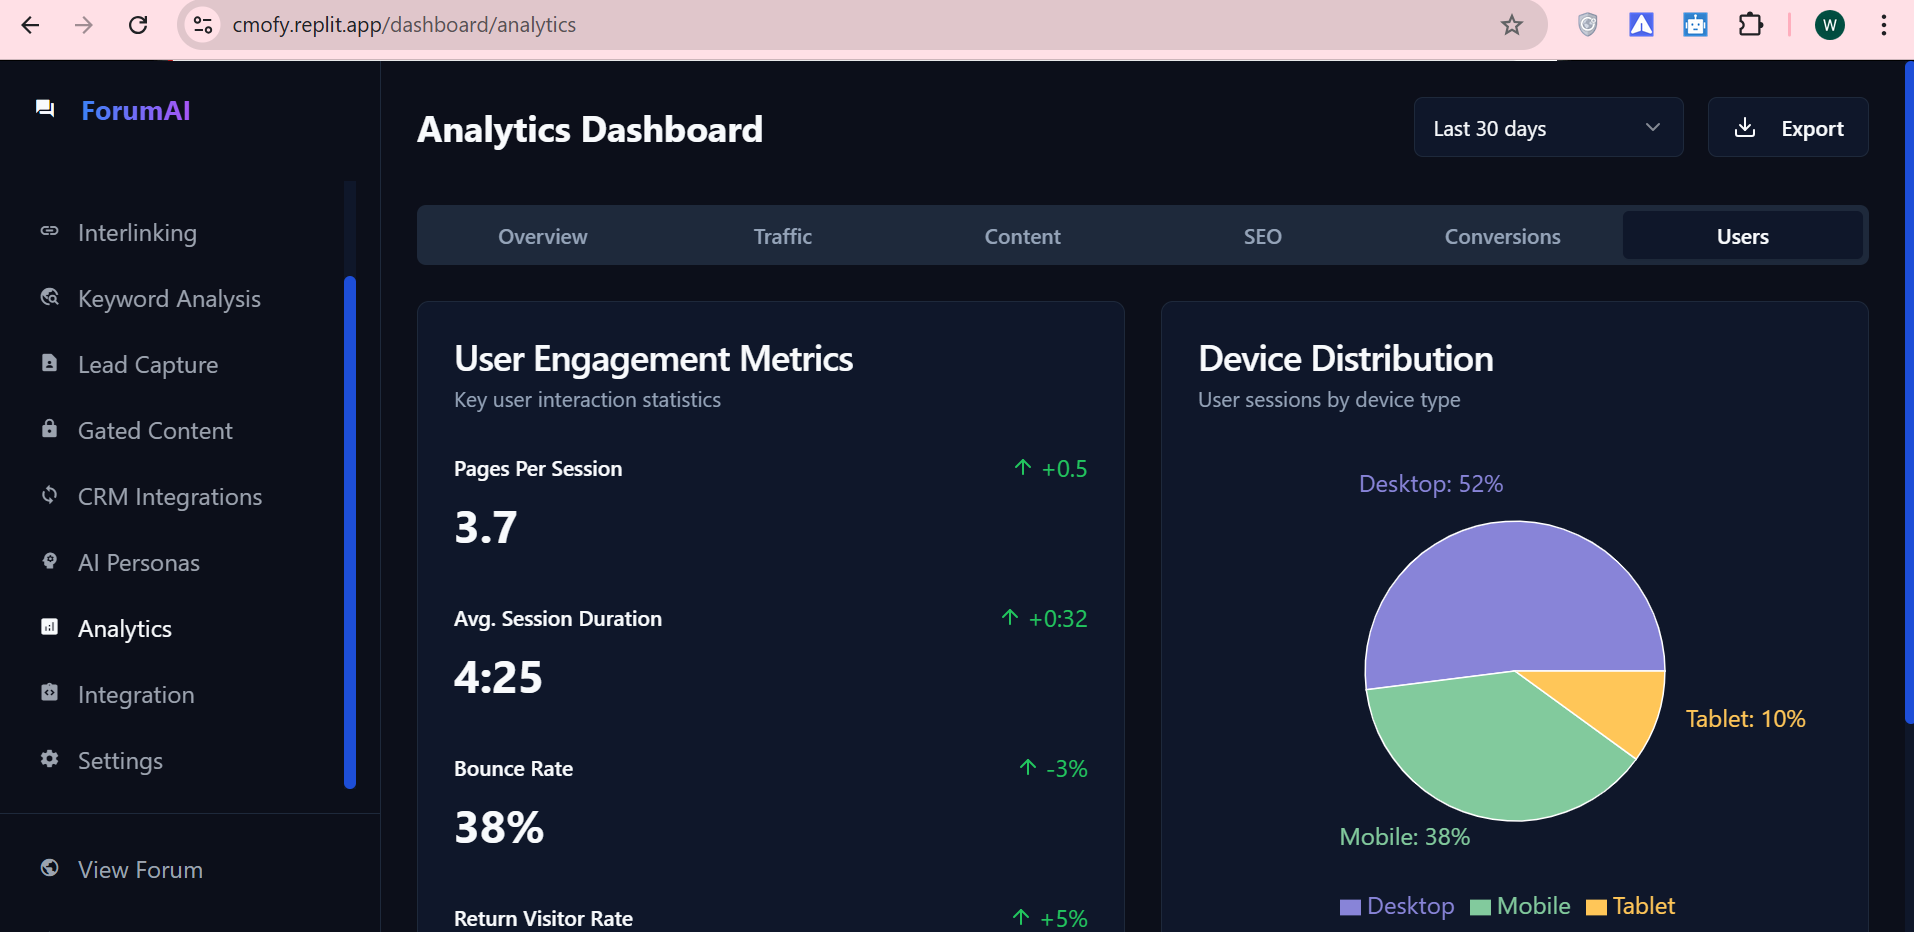 cmofy.replit.app/dashboard/analytics
W
ForumAI
Interlinking
Keyword Analysis
Lead Capture
Gated Content
CRM Integrations
AI Personas
Analytics
Integration
Settings
View Forum
Analytics Dashboard
Last 30 days
Export
Overview Traffic Content SEO Conversions Users
User Engagement Metrics
Key user interaction statistics
Pages Per Session +0.5
3.7
Avg. Session Duration +0:32
4:25
Bounce Rate -3%
38%
Return Visitor Rate +5%
Device Distribution
User sessions by device type
Desktop: 52%
Tablet: 10%
Mobile: 38%
Desktop Mobile Tablet